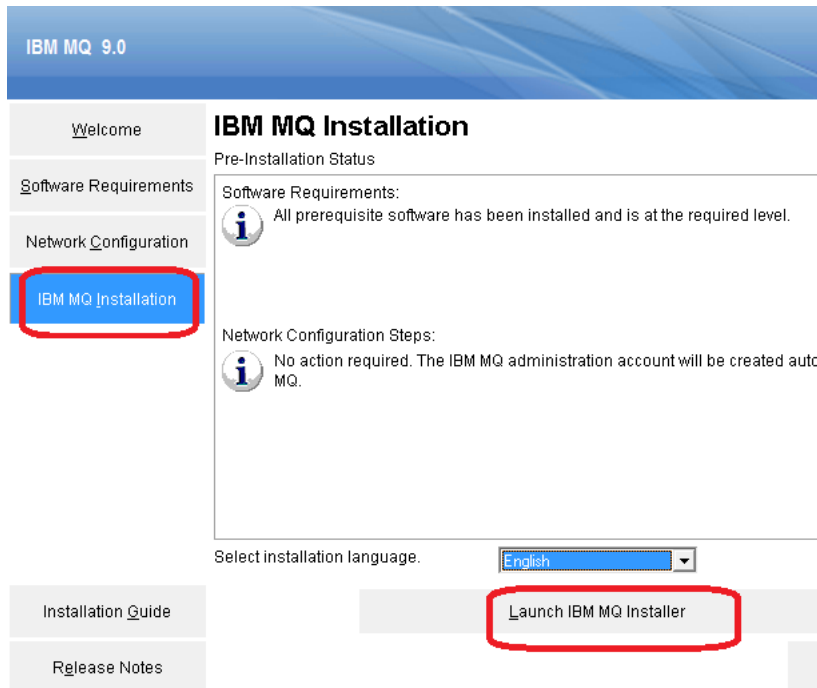 IBM MQ 9.0
Welcome
Software Requirements
Network Configuration
IBM MQ Installation
Installation Guide
Release Notes
IBM MQ Installation
Pre-Installation Status
Software Requirements:
All prerequisite software has been installed and is at the required level.
Network Configuration Steps:
No action required. The IBM MQ administration account will be created
MQ.
Select installation language.
English
Launch IBM MQ Installer